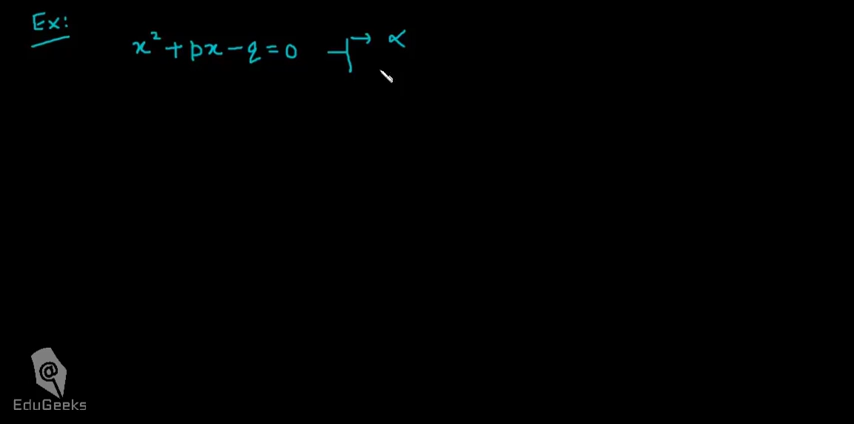 Ex:
x² + px - q = 0 → α
@
EduGeeks